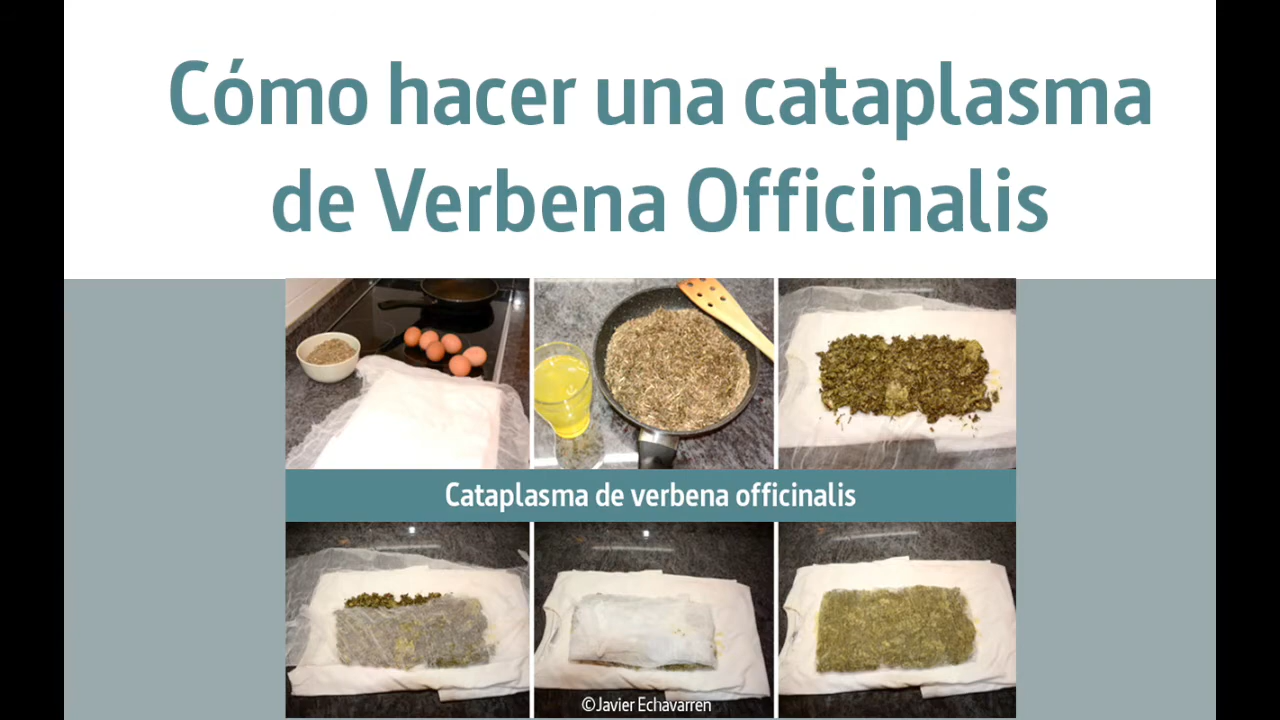 Cómo hacer una cataplasma
de Verbena Officinalis
Cataplasma de verbena officinalis
©Javier Echavarren